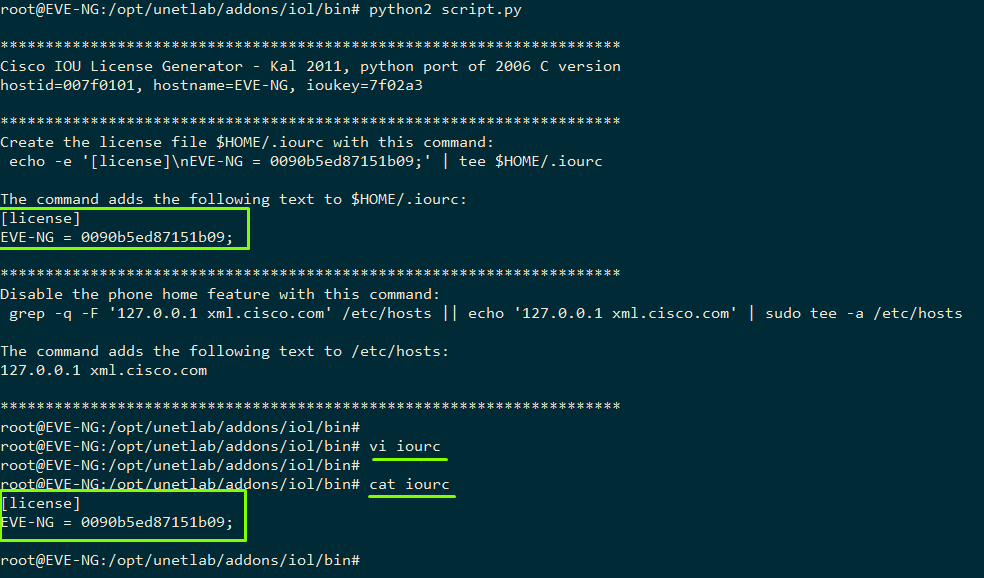 root@EVE-NG:/opt/unetlab/addons/iol/bin# python2 script.py
*********************************************************************
Cisco IOU License Generator - Kal 2011, python port of 2006 C version
hostid=007f0101, hostname=EVE-NG, ioukey=7f02a3
*********************************************************************
Create the license file $HOME/.iourc with this command:
 echo -e '[license]\nEVE-NG = 0090b5ed87151b09;' | tee $HOME/.iourc
The command adds the following text to $HOME/.iourc:
[license]
EVE-NG = 0090b5ed87151b09;
*********************************************************************
Disable the phone home feature with this command:
 grep -q -F '127.0.0.1 xml.cisco.com' /etc/hosts || echo '127.0.0.1 xml.cisco.com' | sudo tee -a /etc/hosts
The command adds the following text to /etc/hosts:
127.0.0.1 xml.cisco.com
*********************************************************************
root@EVE-NG:/opt/unetlab/addons/iol/bin#
root@EVE-NG:/opt/unetlab/addons/iol/bin# vi iourc
root@EVE-NG:/opt/unetlab/addons/iol/bin#
root@EVE-NG:/opt/unetlab/addons/iol/bin# cat iourc
[license]
EVE-NG = 0090b5ed87151b09;
root@EVE-NG:/opt/unetlab/addons/iol/bin#